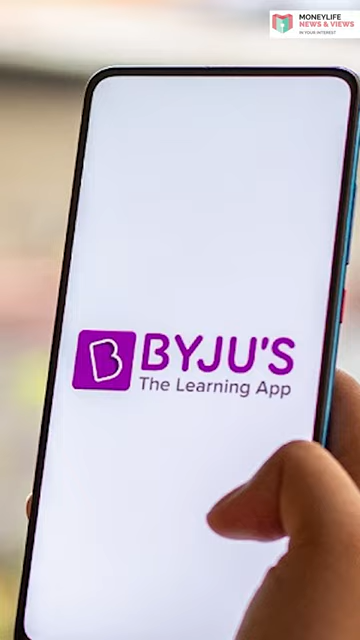 MONEYLIFE
NEWS & VIEWS
IN YOUR INTEREST
B BYJU'S
The Learning App